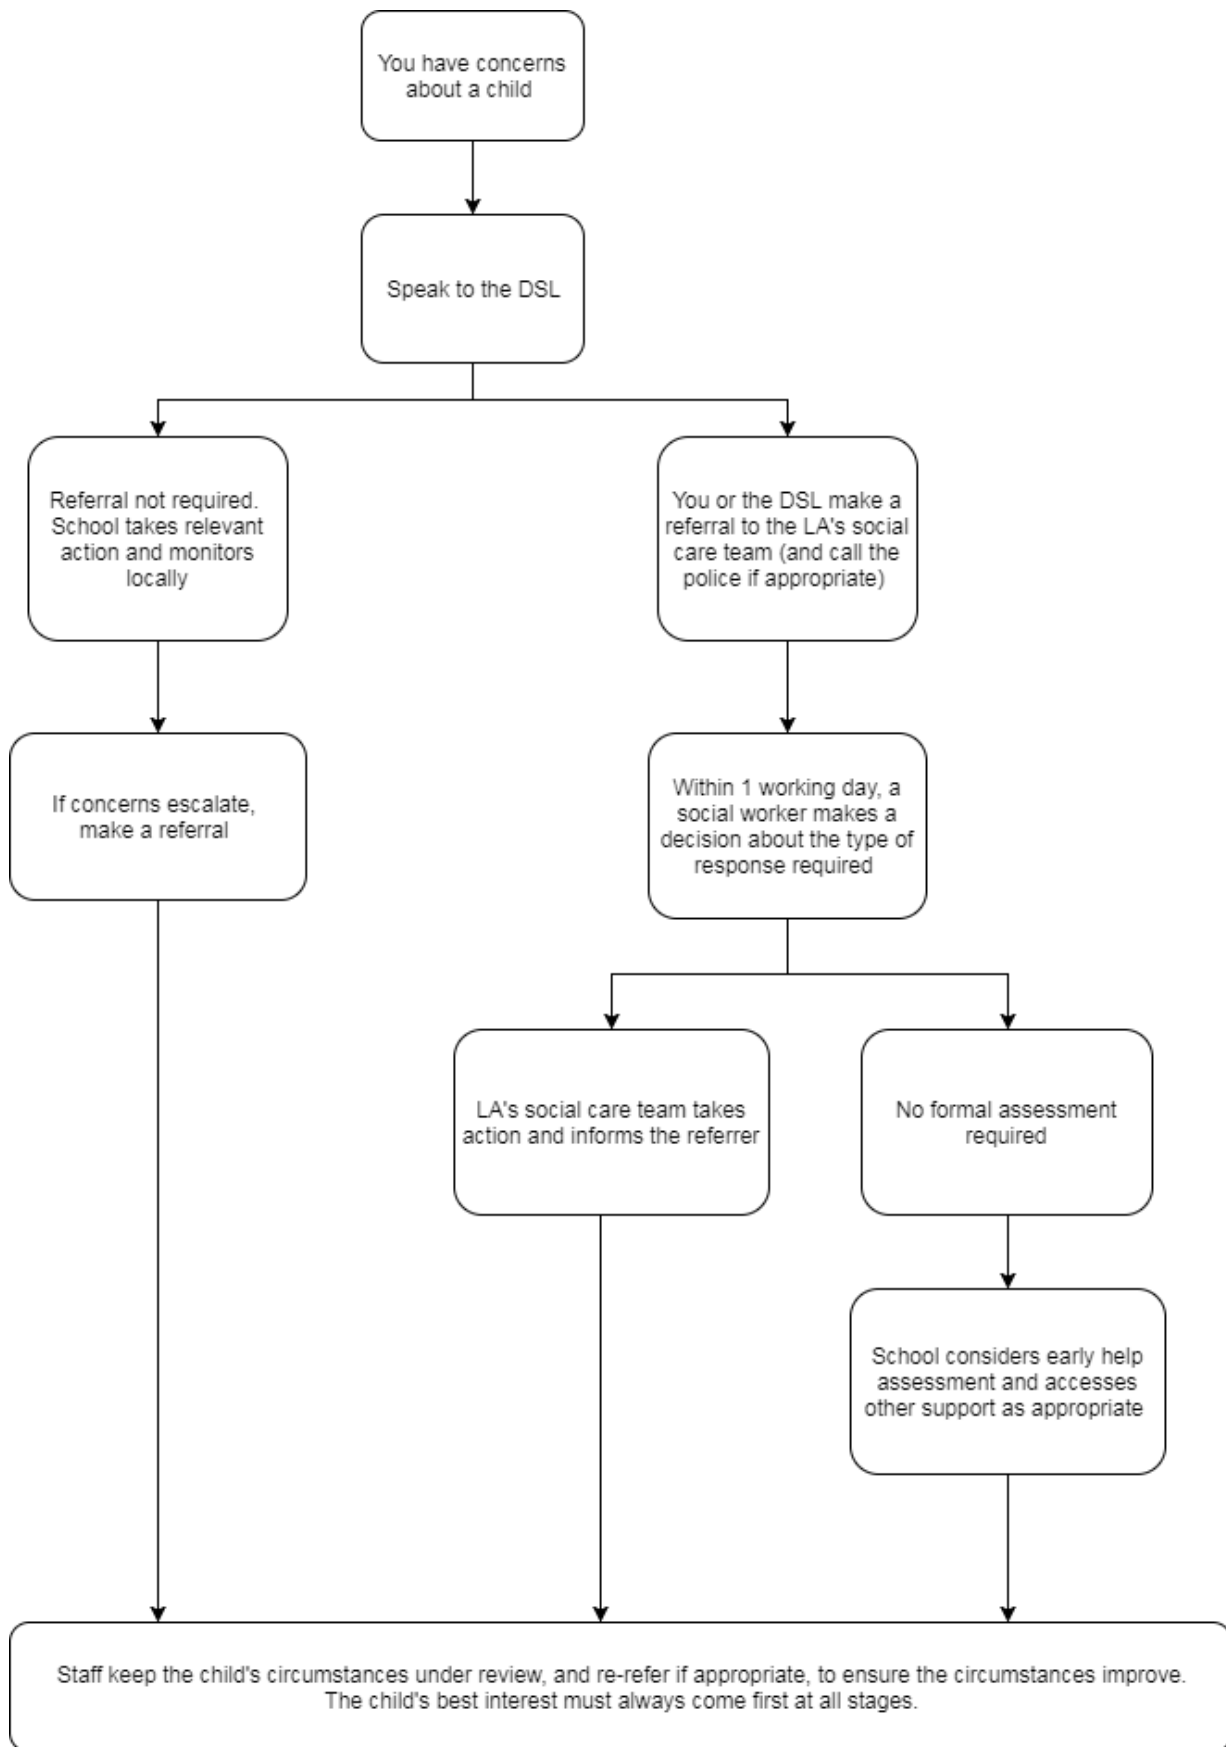 You have concerns
about a child
Speak to the DSL
Referral not required.
School takes relevant
action and monitors
locally
You or the DSL make a
referral to the LA's social
care team (and call the
police if appropriate)
If concerns escalate,
make a referral
Within 1 working day, a
social worker makes a
decision about the type of
response required
LA's social care team takes
action and informs the referrer
No formal assessment
required
School considers early help
assessment and accesses
other support as appropriate
Staff keep the child's circumstances under review, and re-refer if appropriate, to ensure the circumstances improve.
The child's best interest must always come first at all stages.